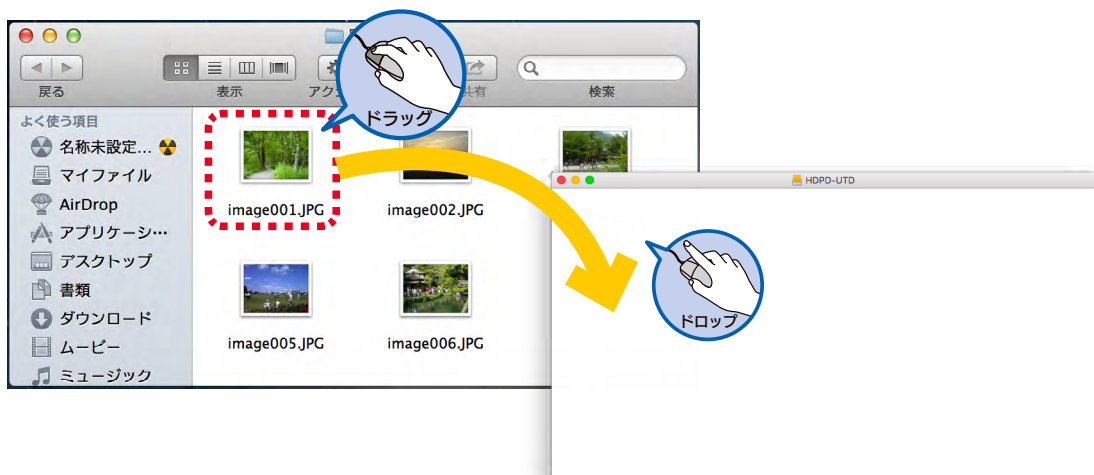 ドラッグ
戻る
表示
共有
検索
よく使う項目
名称未設定...
マイファイル
AirDrop
アプリケーシ…
デスクトップ
書類
ダウンロード
ムービー
ミュージック
image001.JPG
image002.JPG
image005.JPG
image006.JPG
HDPD-UTD
ドロップ